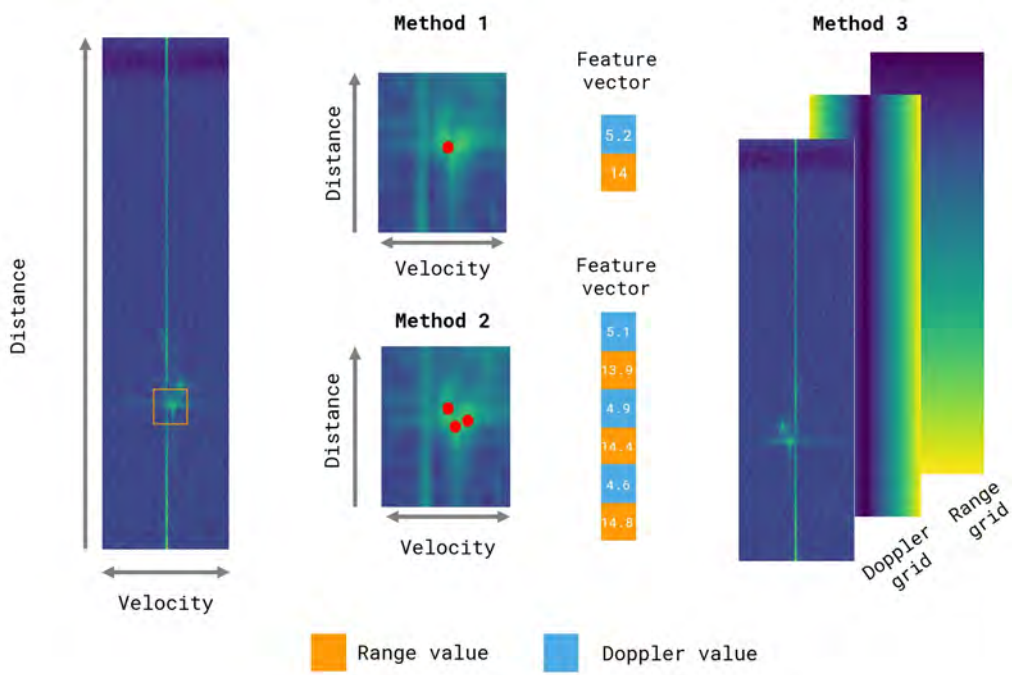 Method 1
Method 3
Feature
vector
5.2
14
Distance
Velocity
Distance
Velocity
Method 2
Feature
vector
5.1
13.9
4.9
14.4
4.6
14.8
Distance
Velocity
Doppler
grid
Range
grid
Range value
Doppler value